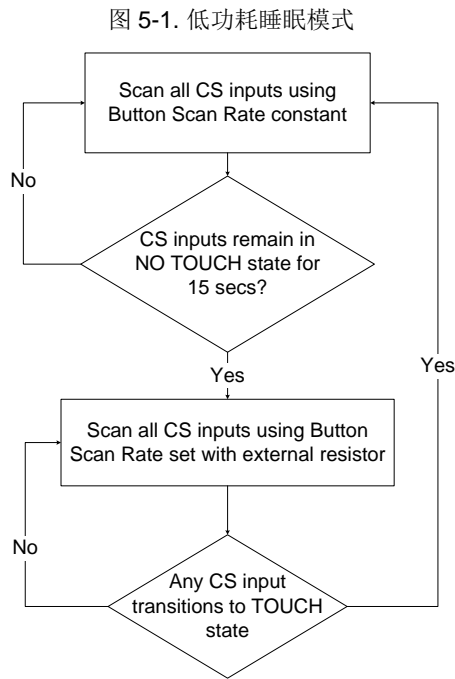 图 5-1. 低功耗睡眠模式
Scan all CS inputs using
Button Scan Rate constant
No
CS inputs remain in
NO TOUCH state for
15 secs?
Yes
Yes
Scan all CS inputs using Button
Scan Rate set with external resistor
No
Any CS input
transitions to TOUCH
state